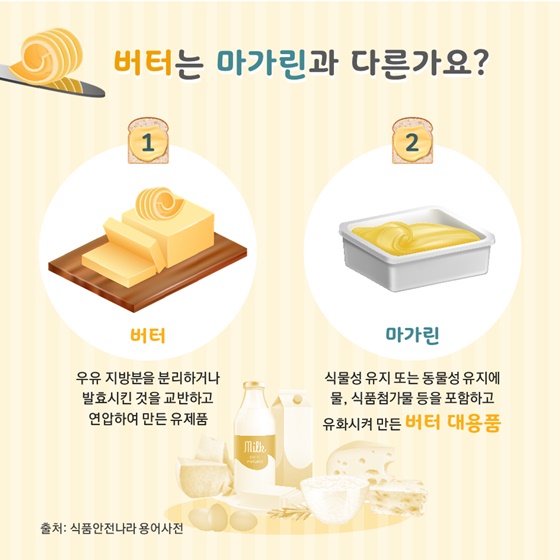 버터는 마가린과 다른가요?
1
2
버터
마가린
우유 지방분을 분리하거나
발효시킨 것을 교반하고
연압하여 만든 유제품
식물성 유지 또는 동물성 유지에
물, 식품첨가물 등을 포함하고
유화시켜 만든 버터 대용품
Milk
출처: 식품안전나라 용어사전